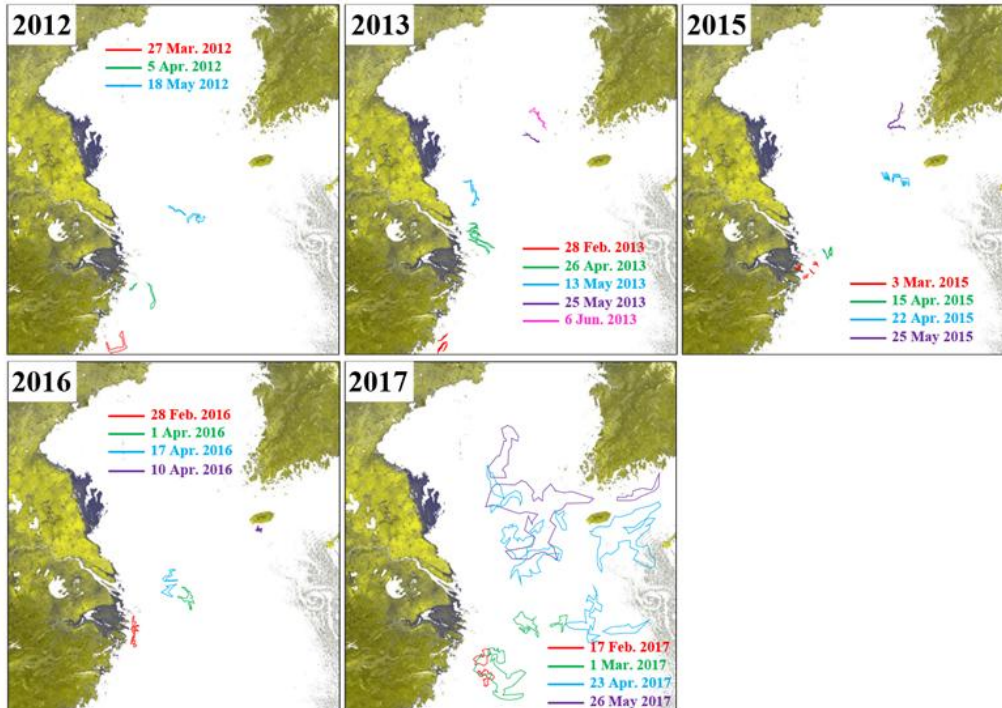 2012
27 Mar. 2012
5 Apr. 2012
18 May 2012
2013
28 Feb. 2013
26 Apr. 2013
13 May 2013
25 May 2013
6 Jun. 2013
2015
3 Mar. 2015
15 Apr. 2015
22 Apr. 2015
25 May 2015
2016
28 Feb. 2016
1 Apr. 2016
17 Apr. 2016
10 Apr. 2016
2017
17 Feb. 2017
1 Mar. 2017
23 Apr. 2017
26 May 2017